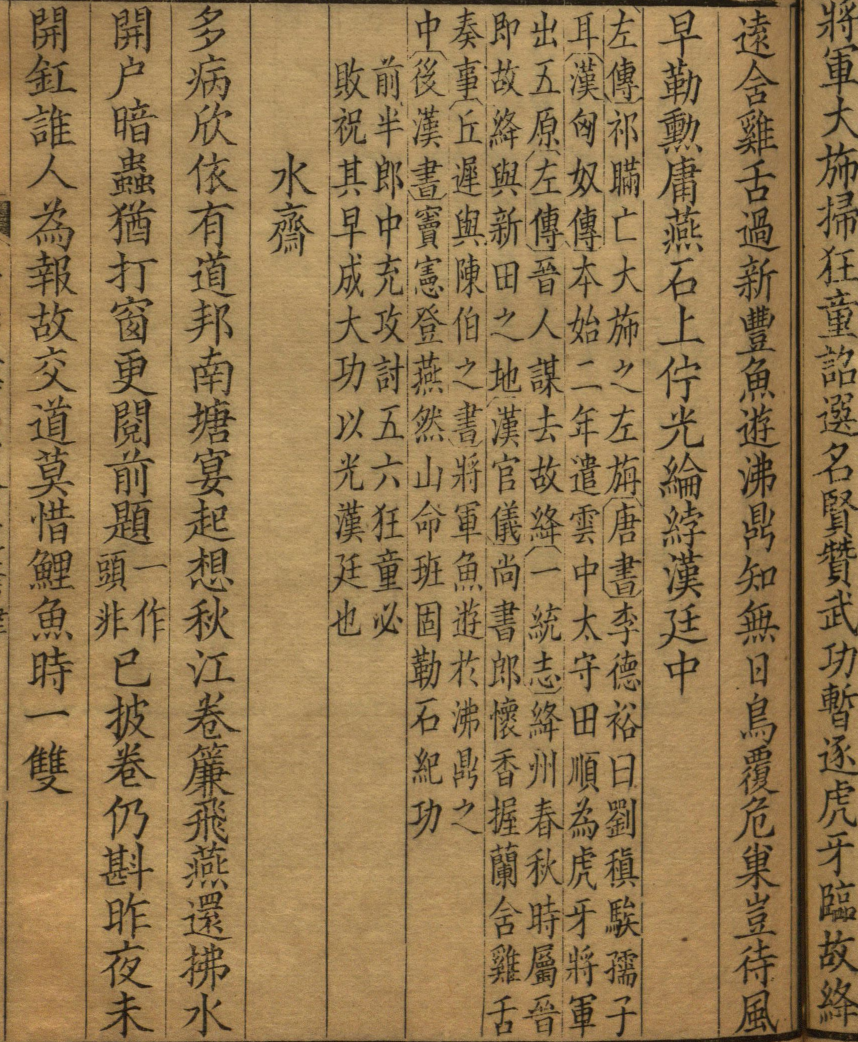 將軍大斾掃狂童詔選名賢贊武功暫逐虎牙臨故絳
遠含雞舌過新豐魚遊沸鼎知無日鳥覆危巢豈待風
早勒勲庸燕石上佇光綸綍漢廷中
左傳祁瞞亡大斾之左旃唐書李德裕曰劉稹騃孺子
耳漢匈奴傳本始二年遣雲中太守田順為虎牙將軍
出五原左傳晉人謀去故絳一統志絳州春秋時屬晉
即故絳與新田之地漢官儀尚書郎懷香握蘭含雞舌
奏事丘遲與陳伯之書將軍魚遊於沸鼎之
中後漢書竇憲登燕然山命班固勒石紀功
前半郎中充攻討五六狂童必
敗祝其早成大功以光漢廷也
水齋
多病欣依有道邦南塘宴起想秋江卷簾飛燕還拂水
開户暗蟲猶打窗更閱前題一作頭非已披卷仍斟昨夜未
開缸誰人為報故交道莫惜鯉魚時一雙